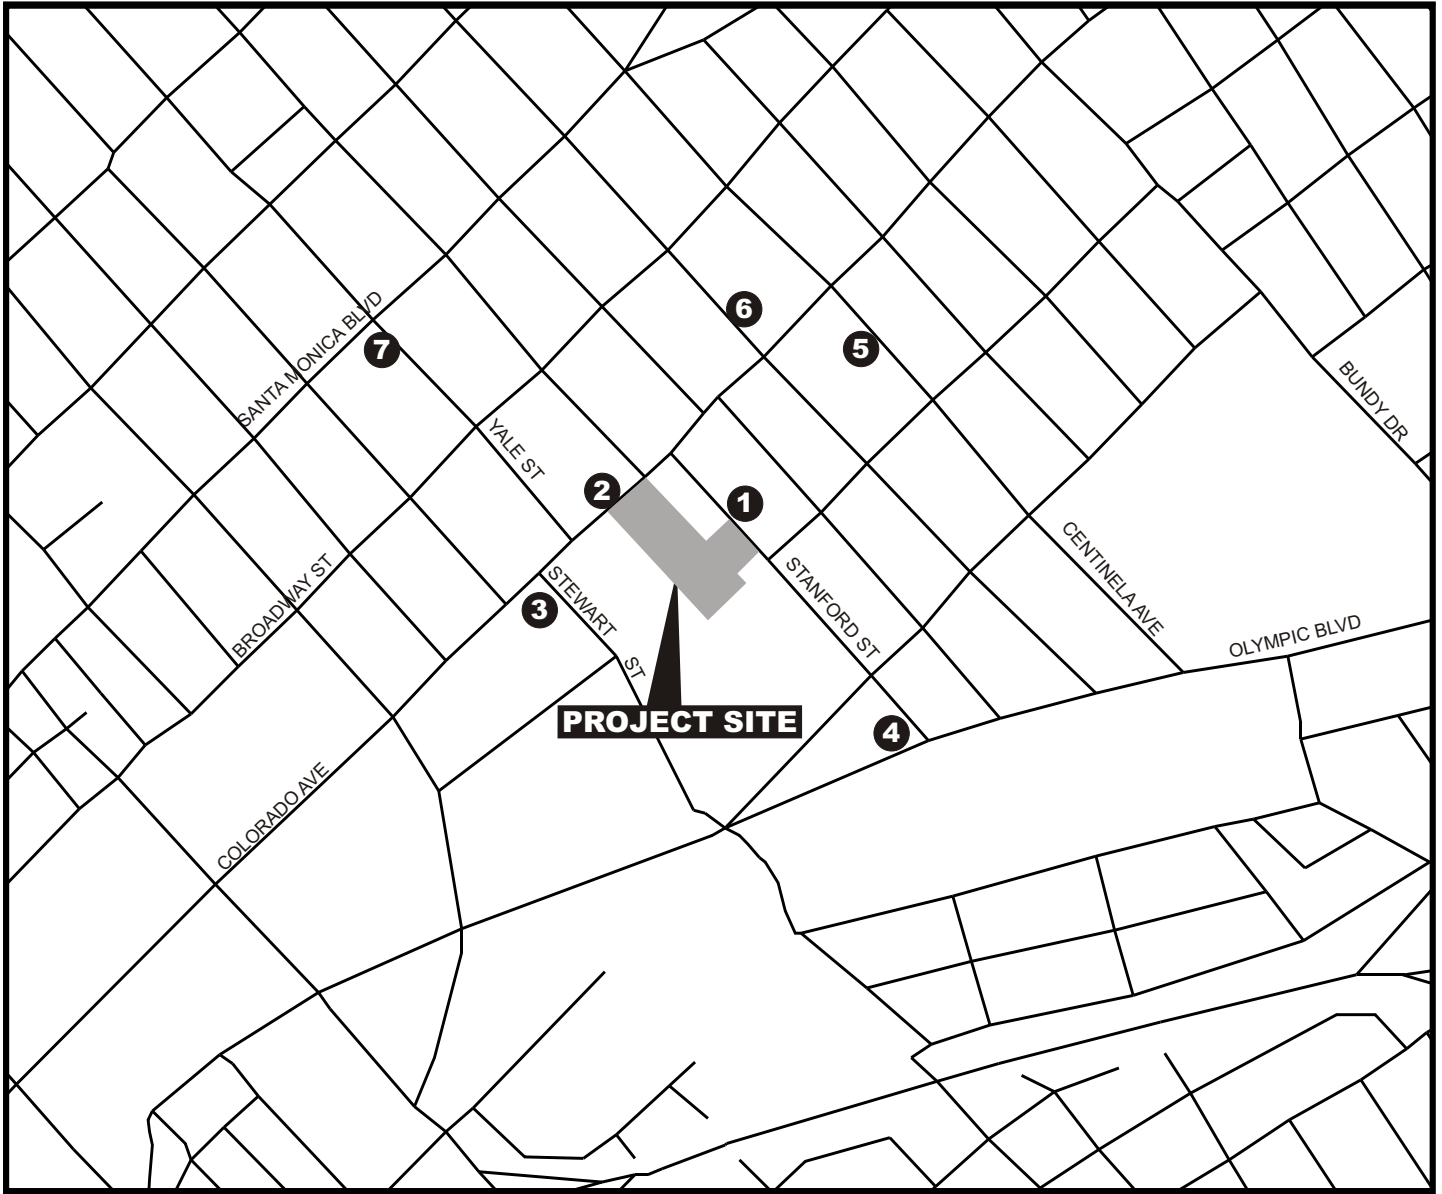 SANTA MONICA BLVD
7
6
5
BUNDY DR
YALE ST
2
1
BROADWAY ST
STEWART
ST
3
STANFORD ST
CENTINELA AVE
OLYMPIC BLVD
PROJECT SITE
4
COLORADO AVE